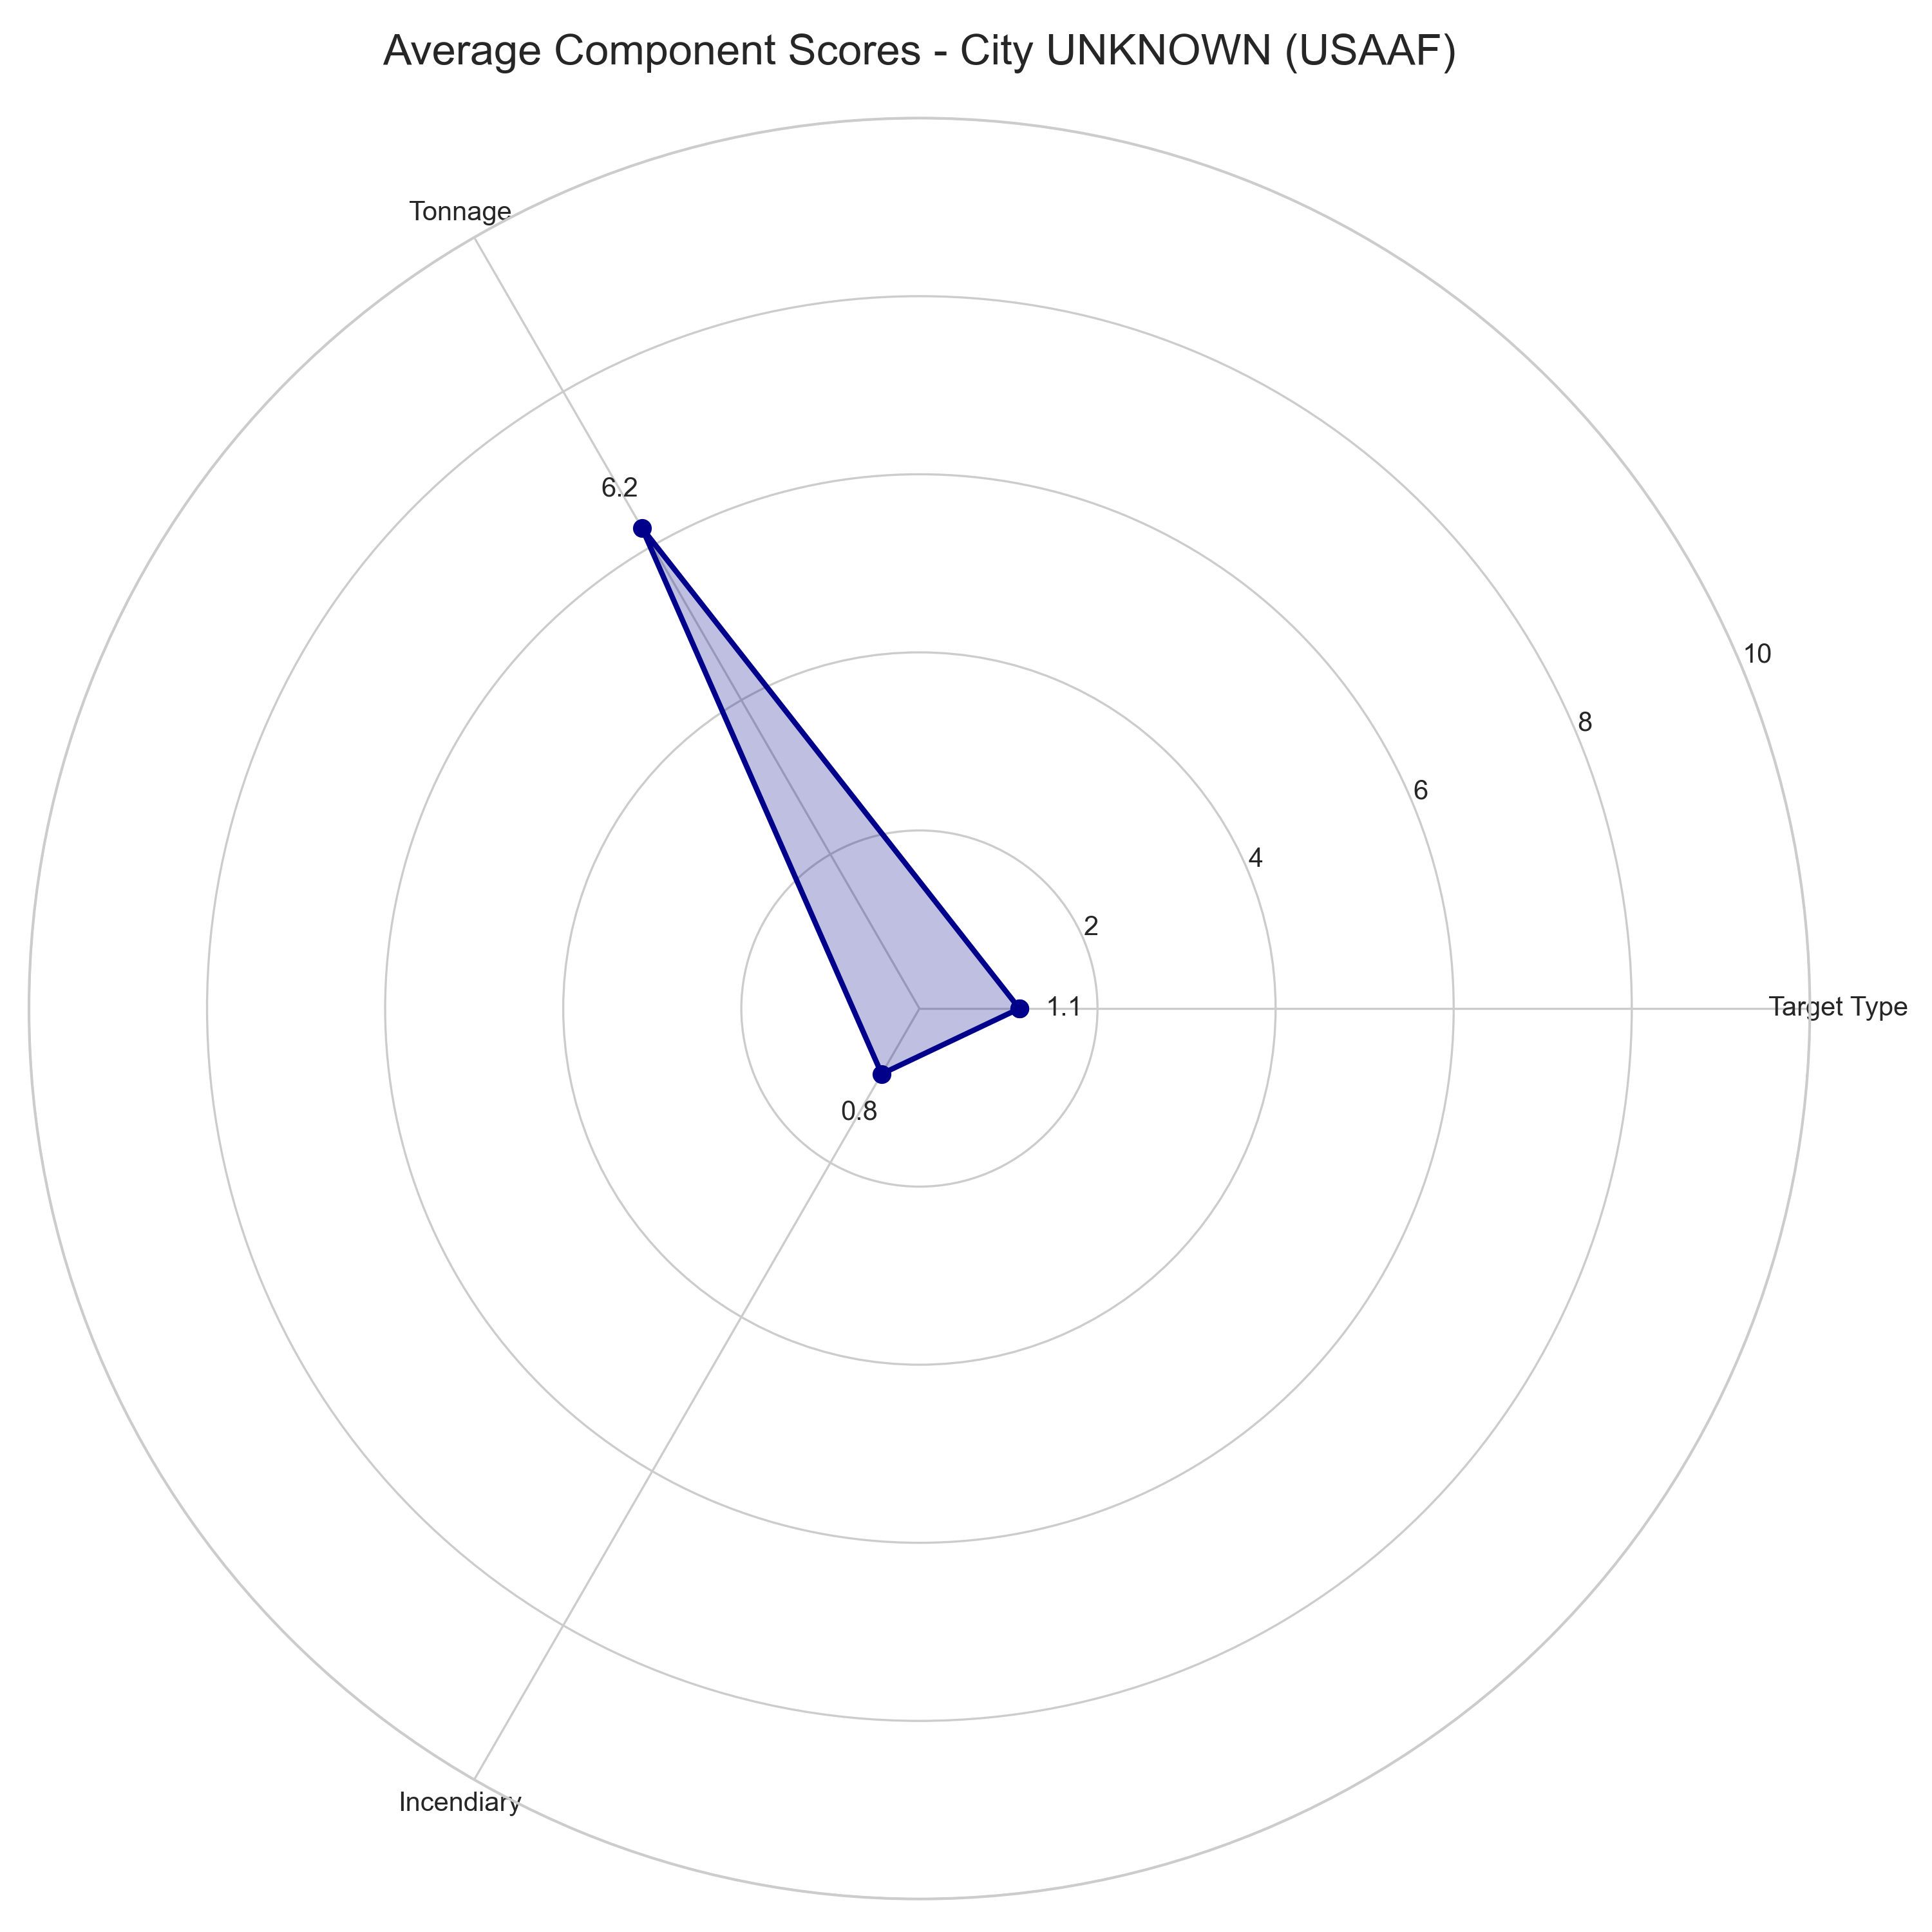 Average Component Scores - City UNKNOWN (USAAF)
Tonnage
6.2
10
8
6
4
2
1.1
Target Type
0.8
Incendiary